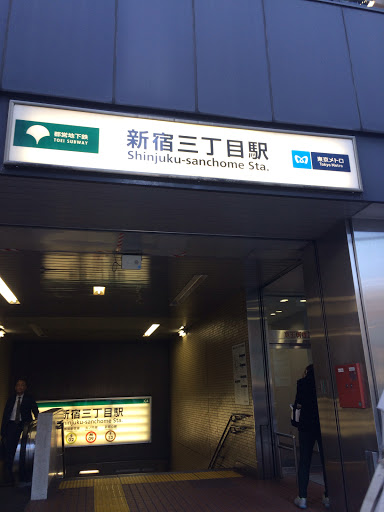 都営地下鉄
TOEI SUBWAY
新宿三丁目駅
Shinjuku-sanchome Sta.
東京メトロ
Tokyo Metro
新宿三丁目駅
Shinjuku-sanchome Sta.